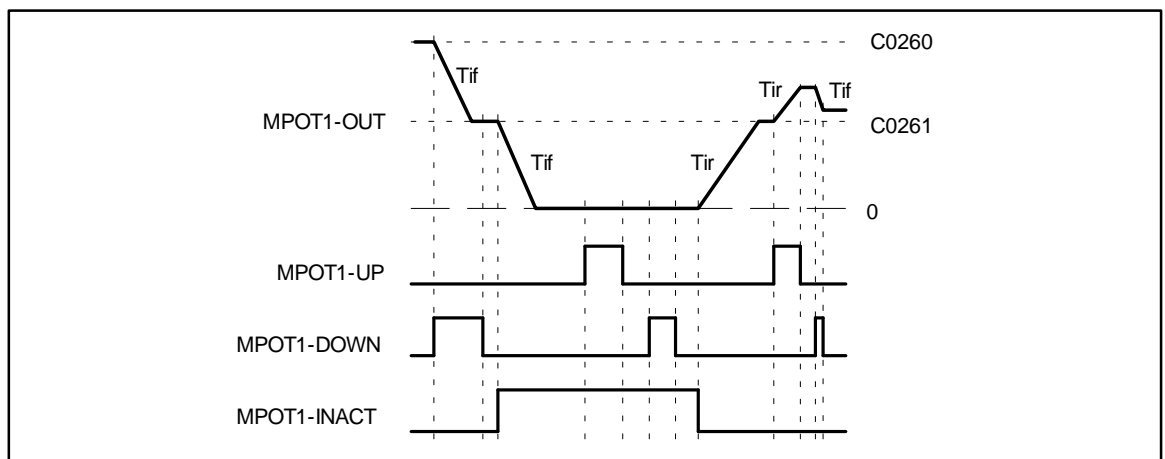 C0260
Tif
Tir
Tif
MPOT1-OUT
C0261
Tif
Tir
0
MPOT1-UP
MPOT1-DOWN
MPOT1-INACT